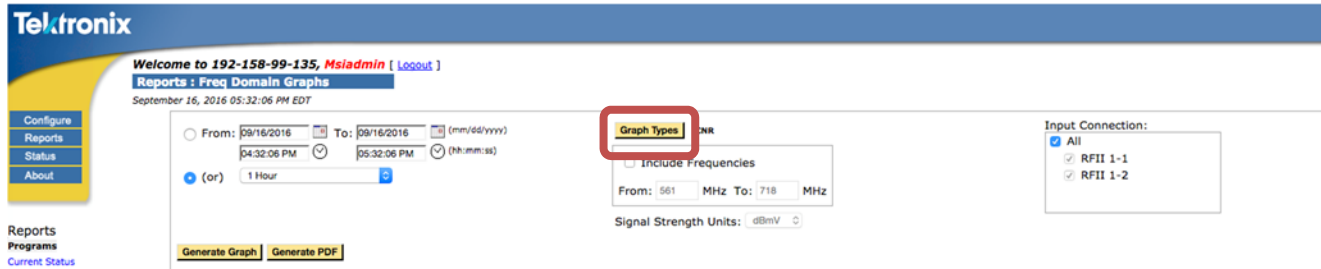 Tektronix
Welcome to 192-158-99-135, Msiadmin [ Logout ]
Reports : Freq Domain Graphs
September 16, 2016 05:32:06 PM EDT
Configure
Reports
Status
About
From: 09/16/2016 To: 09/16/2016 (mm/dd/yyyy)
04:32:06 PM 05:32:06 PM (hh:mm:ss)
(or) 1 Hour
Graph Types
Include Frequencies
From: 561 MHz To: 718 MHz
Signal Strength Units: dBmV
Input Connection:
All
RFII 1-1
RFII 1-2
Generate Graph Generate PDF
Reports
Programs
Current Status